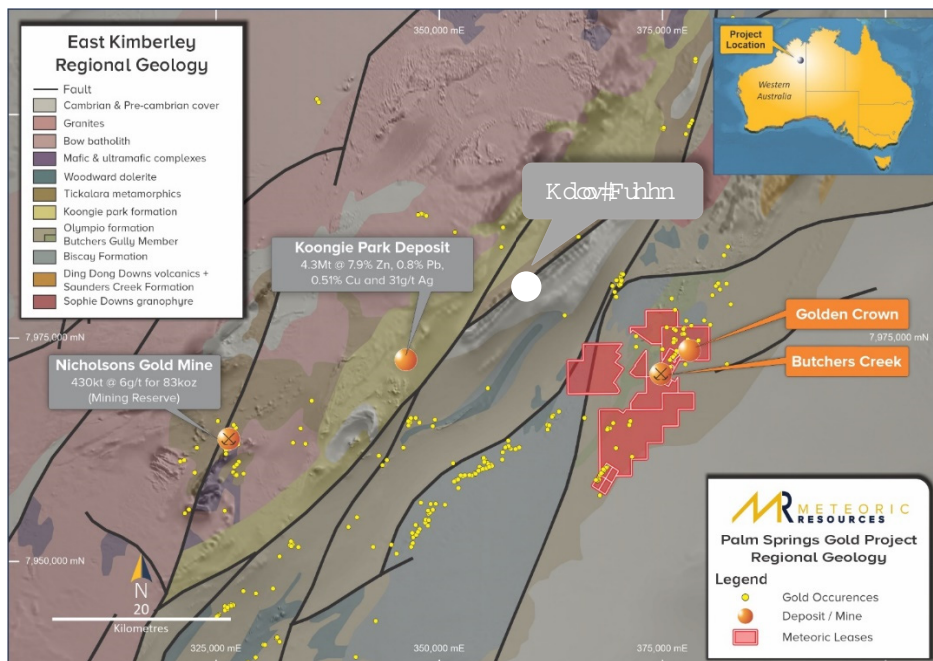 East Kimberley
Regional Geology
Fault
Cambrian & Pre-cambrian cover
Granites
Bow batholith
Mafic & ultramafic complexes
Woodward dolerite
Tickalara metamorphics
Koongie park formation
Olympio formation
Butchers Gully Member
Biscay Formation
Ding Dong Downs volcanics +
Saunders Creek Formation
Sophie Downs granophyre
350,000 mE
375,000 mE
Project
Location
Western
Australia
Kdoov#Fuhhn
Koongie Park Deposit
4.3Mt @ 7.9% Zn, 0.8% Pb,
0.51% Cu and 31g/t Ag
Golden Crown
7,975,000 mN
7,975,000 mN
Butchers Creek
Nicholsons Gold Mine
430kt @ 6g/t for 83koz
(Mining Reserve)
7,950,000 mN
N
20
Kilometres
325,000 mE
350,000 mE
375,000 mE
MR METEORIC
RESOURCES
Palm Springs Gold Project
Regional Geology
Legend
Gold Occurences
Deposit / Mine
Meteoric Leases